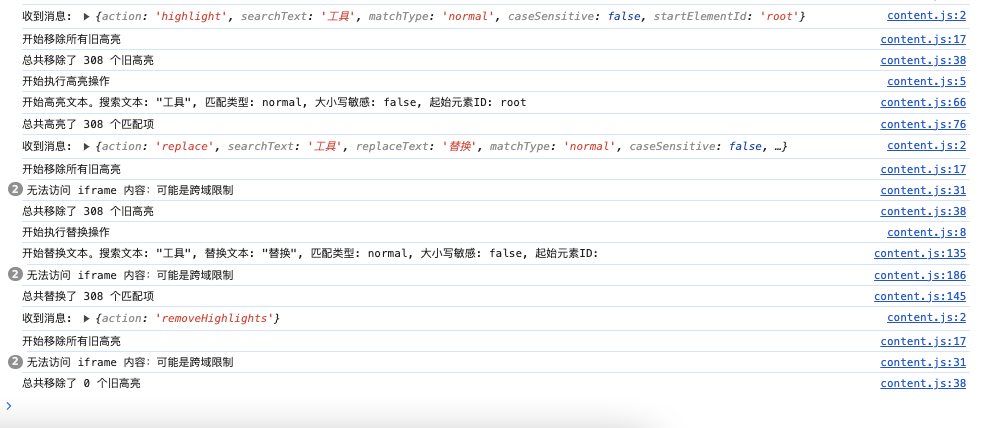 收到消息: ▶ {action: 'highlight', searchText: '工具', matchType: 'normal', caseSensitive: false, startElementId: 'root'} content.js:2
开始移除所有旧高亮 content.js:17
总共移除了 308 个旧高亮 content.js:38
开始执行高亮操作 content.js:5
开始高亮文本。搜索文本: "工具", 匹配类型: normal, 大小写敏感: false, 起始元素ID: root content.js:66
总共高亮了 308 个匹配项 content.js:76
收到消息: ▶ {action: 'replace', searchText: '工具', replaceText: '替换', matchType: 'normal', caseSensitive: false, …} content.js:2
开始移除所有旧高亮 content.js:17
2 无法访问 iframe 内容: 可能是跨域限制 content.js:31
总共移除了 308 个旧高亮 content.js:38
开始执行替换操作 content.js:8
开始替换文本。搜索文本: "工具", 替换文本: "替换", 匹配类型: normal, 大小写敏感: false, 起始元素ID: content.js:135
2 无法访问 iframe 内容: 可能是跨域限制 content.js:186
总共替换了 308 个匹配项 content.js:145
收到消息: ▶ {action: 'removeHighlights'} content.js:2
开始移除所有旧高亮 content.js:17
2 无法访问 iframe 内容: 可能是跨域限制 content.js:31
总共移除了 0 个旧高亮 content.js:38